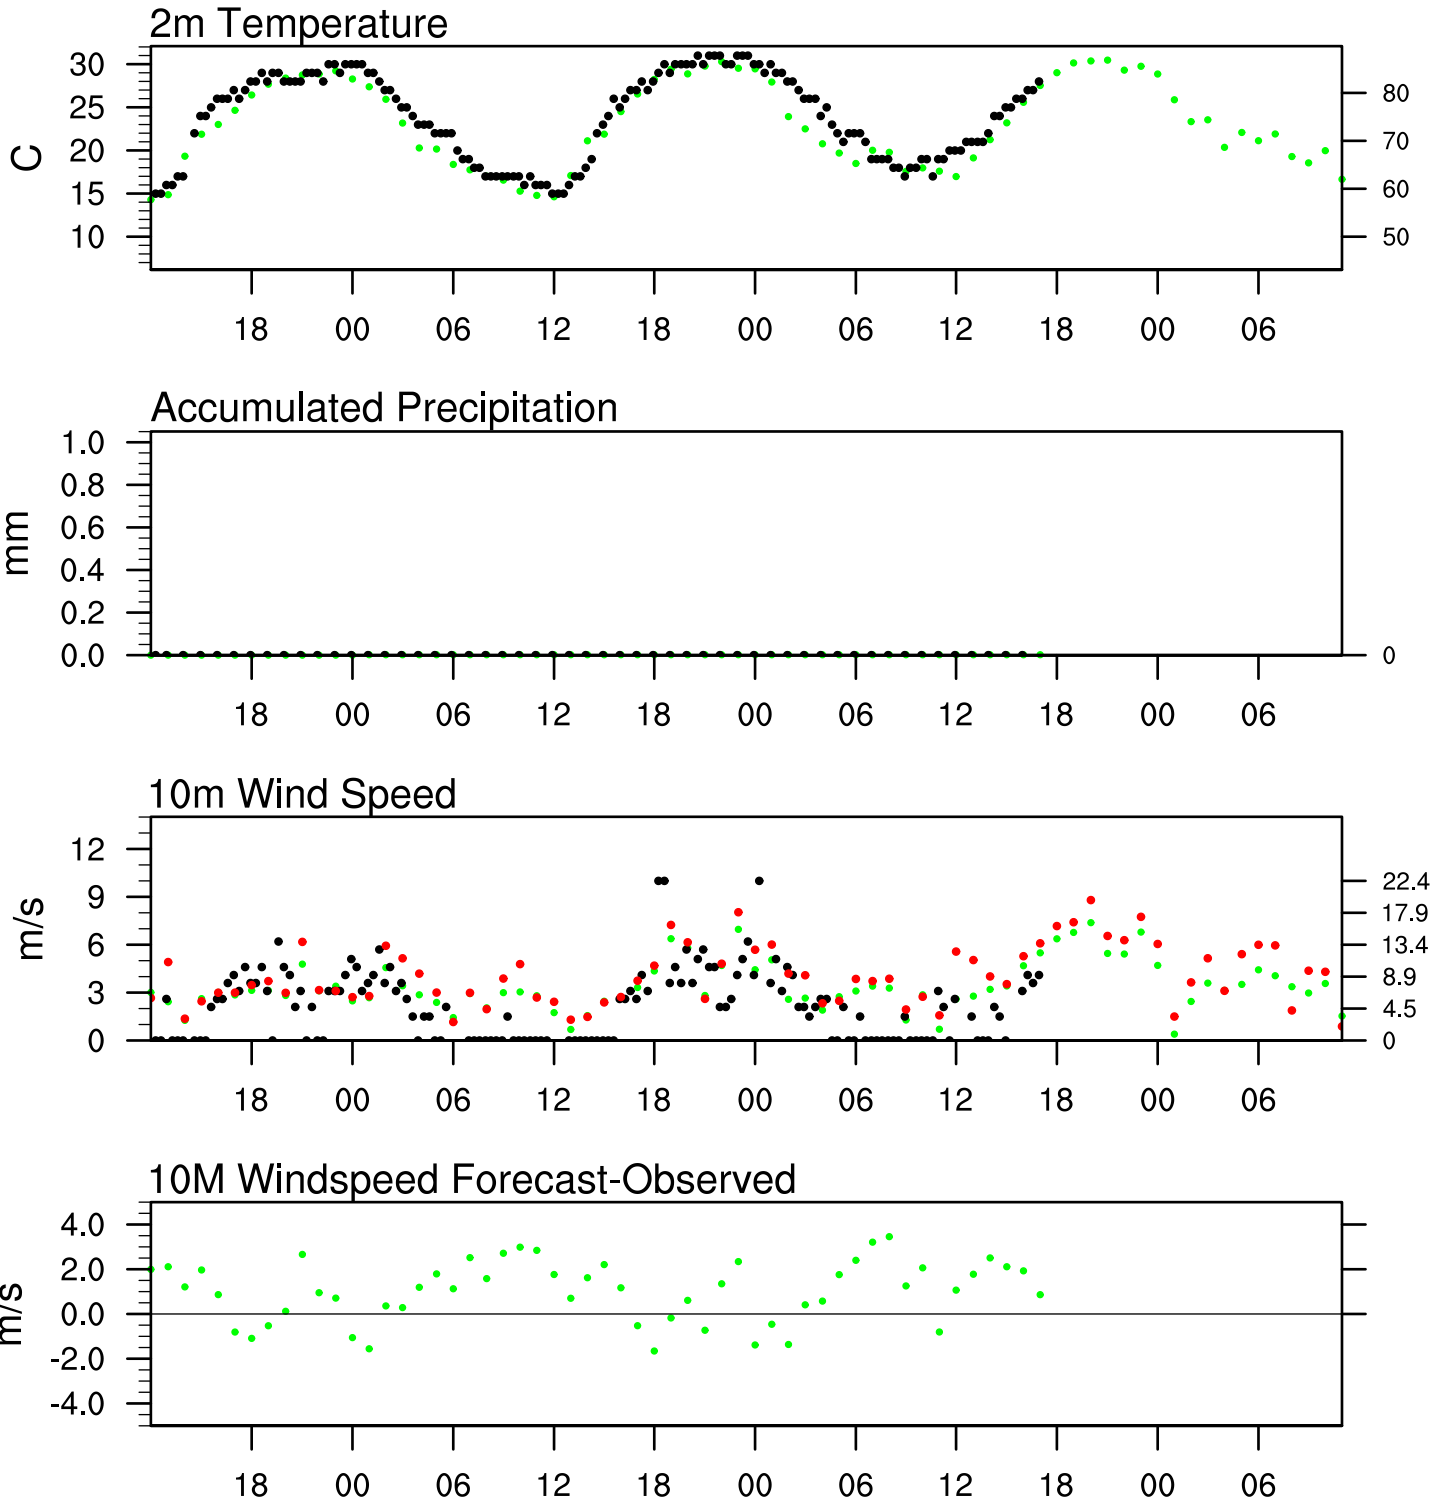 2m Temperature
30
25
20
15
10
C
80
70
60
50
18 00 06 12 18 00 06 12 18 00 06
Accumulated Precipitation
1.0
0.8
0.6
0.4
0.2
0.0
mm
0
18 00 06 12 18 00 06 12 18 00 06
10m Wind Speed
12
9
6
3
0
m/s
22.4
17.9
13.4
8.9
4.5
0
18 00 06 12 18 00 06 12 18 00 06
10M Windspeed Forecast-Observed
4.0
2.0
0.0
-2.0
-4.0
m/s
18 00 06 12 18 00 06 12 18 00 06